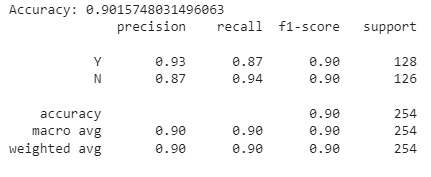 Accuracy: 0.9015748031496063
precision recall f1-score support
Y 0.93 0.87 0.90 128
N 0.87 0.94 0.90 126
accuracy 0.90 254
macro avg 0.90 0.90 0.90 254
weighted avg 0.90 0.90 0.90 254